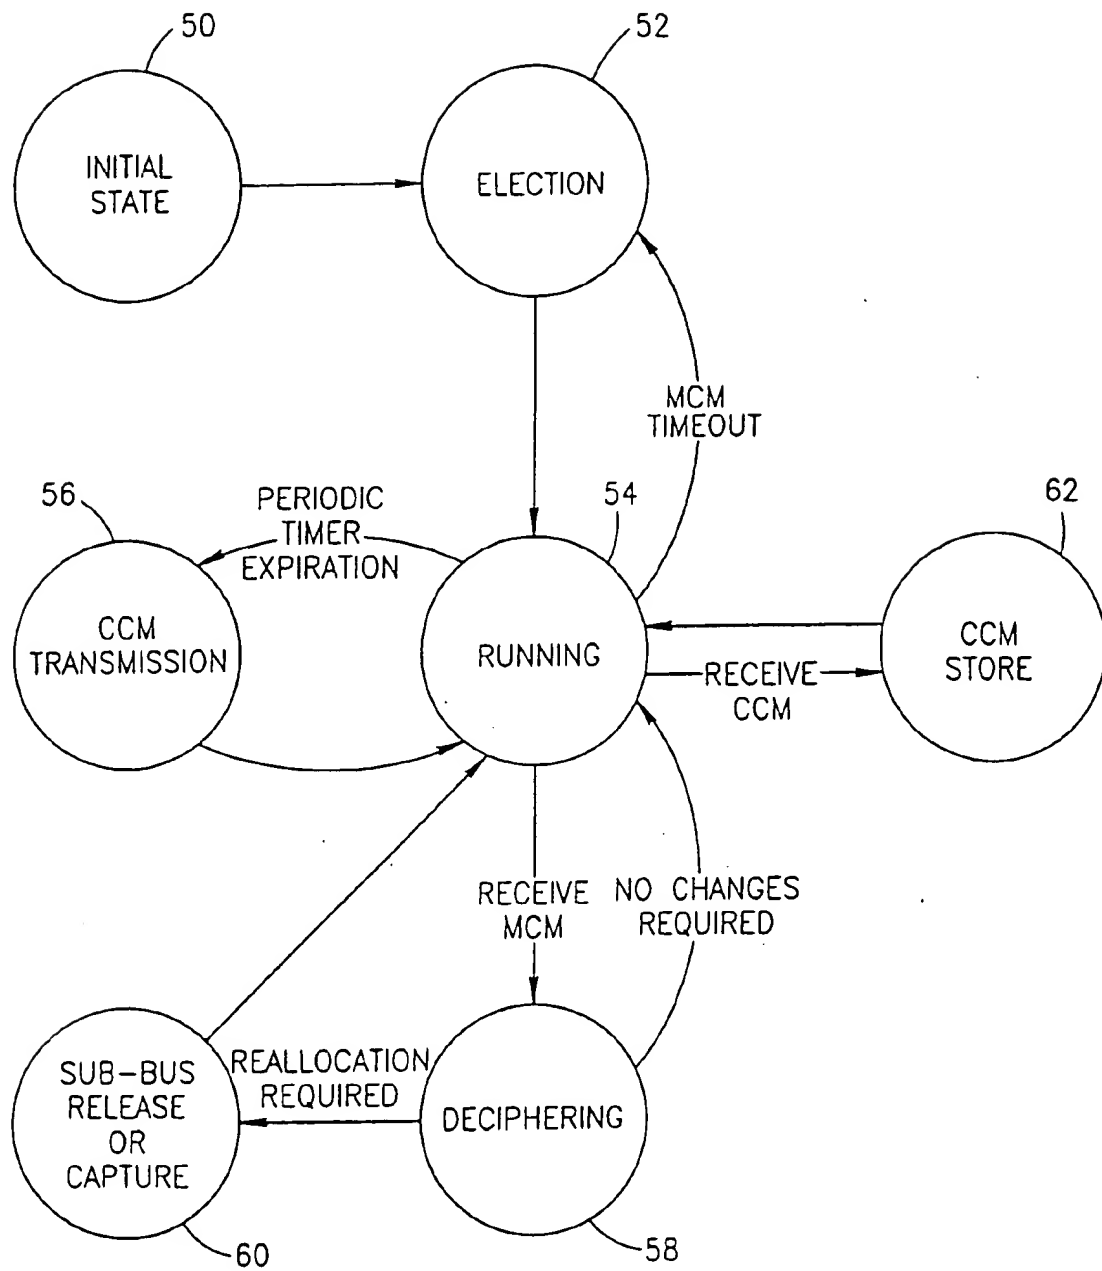 50
52
INITIAL
STATE
ELECTION
MCM
TIMEOUT
56
PERIODIC
TIMER
EXPIRATION
54
62
CCM
TRANSMISSION
RUNNING
RECEIVE
CCM
CCM
STORE
RECEIVE
MCM
NO CHANGES
REQUIRED
SUB-BUS
RELEASE
OR
CAPTURE
REALLOCATION
REQUIRED
DECIPHERING
60
58